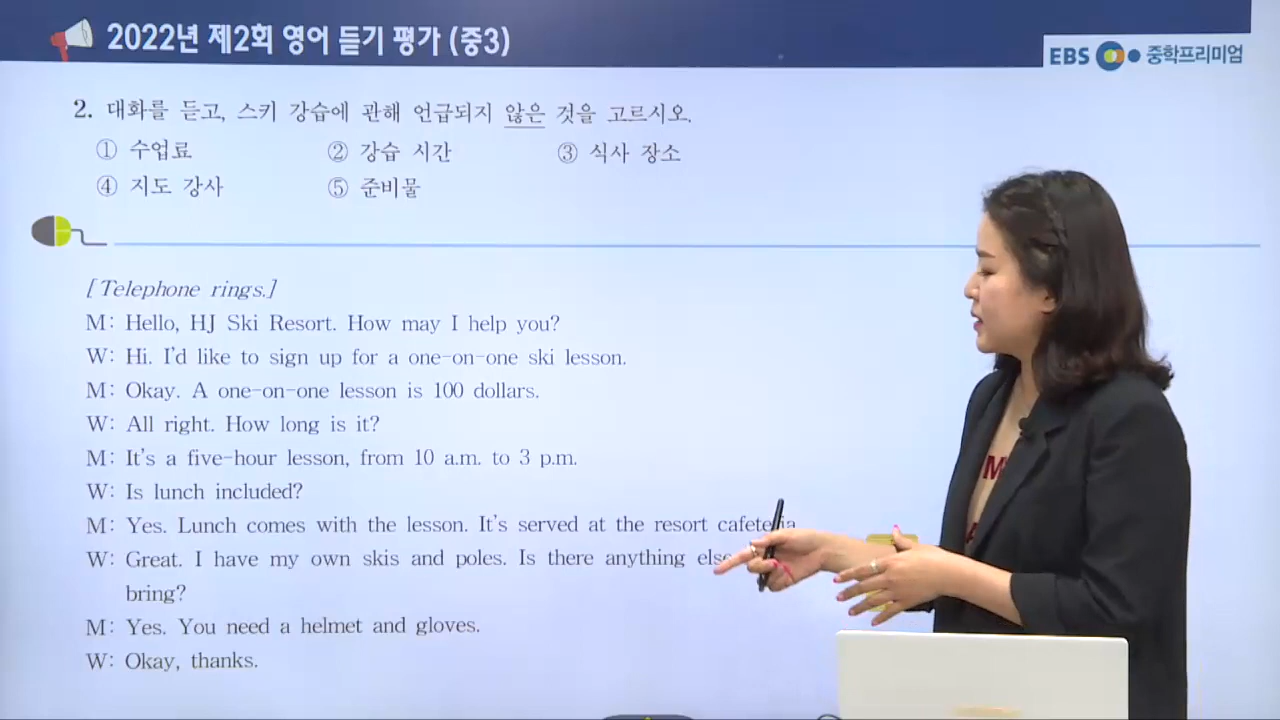 2022년 제2회 영어 듣기 평가 (중3)
EBS 중학프리미엄
2. 대화를 듣고, 스키 강습에 관해 언급되지 않은 것을 고르시오.
① 수업료 ② 강습 시간 ③ 식사 장소
④ 지도 강사 ⑤ 준비물
[Telephone rings.]
M: Hello, HJ Ski Resort. How may I help you?
W: Hi. I'd like to sign up for a one-on-one ski lesson.
M: Okay. A one-on-one lesson is 100 dollars.
W: All right. How long is it?
M: It's a five-hour lesson, from 10 a.m. to 3 p.m.
W: Is lunch included?
M: Yes. Lunch comes with the lesson. It's served at the resort cafeteria
W: Great. I have my own skis and poles. Is there anything else
bring?
M: Yes. You need a helmet and gloves.
W: Okay, thanks.